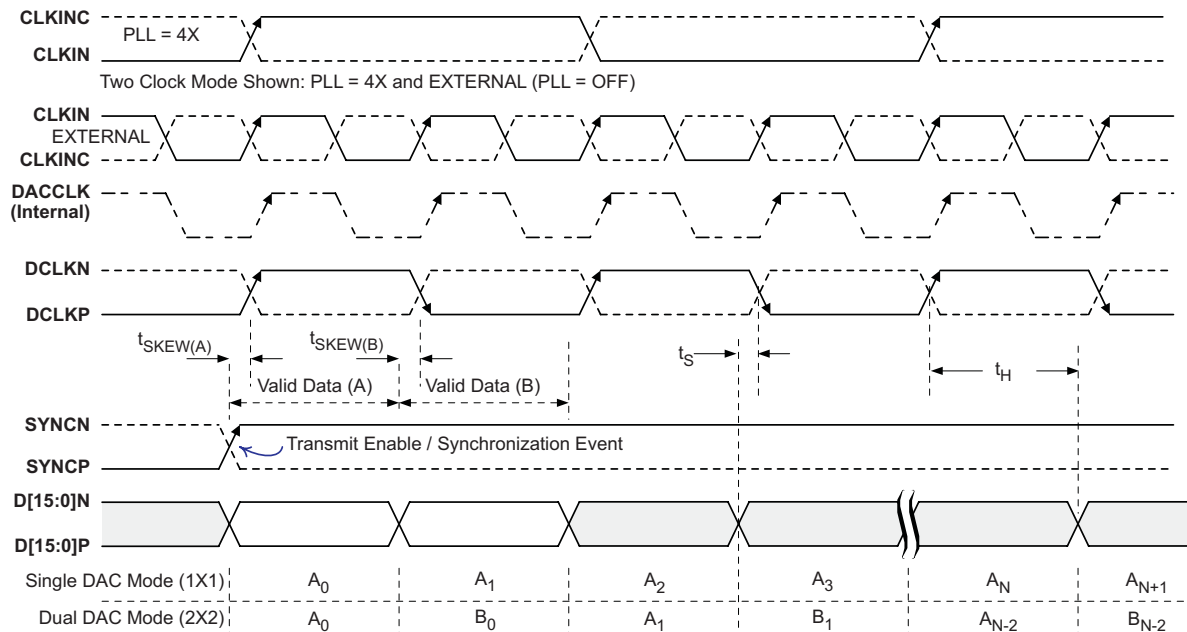 CLKINC
PLL = 4X
CLKIN
Two Clock Mode Shown: PLL = 4X and EXTERNAL (PLL = OFF)
CLKIN
EXTERNAL
CLKINC
DACCLK
(Internal)
DCLKN
DCLKP
tSKEW(A) tSKEW(B) tS tH
Valid Data (A) Valid Data (B)
SYNCN
Transmit Enable / Synchronization Event
SYNCP
D[15:0]N
D[15:0]P
Single DAC Mode (1X1) A0 A1 A2 A3 AN AN+1
Dual DAC Mode (2X2) A0 B0 A1 B1 AN-2 BN-2